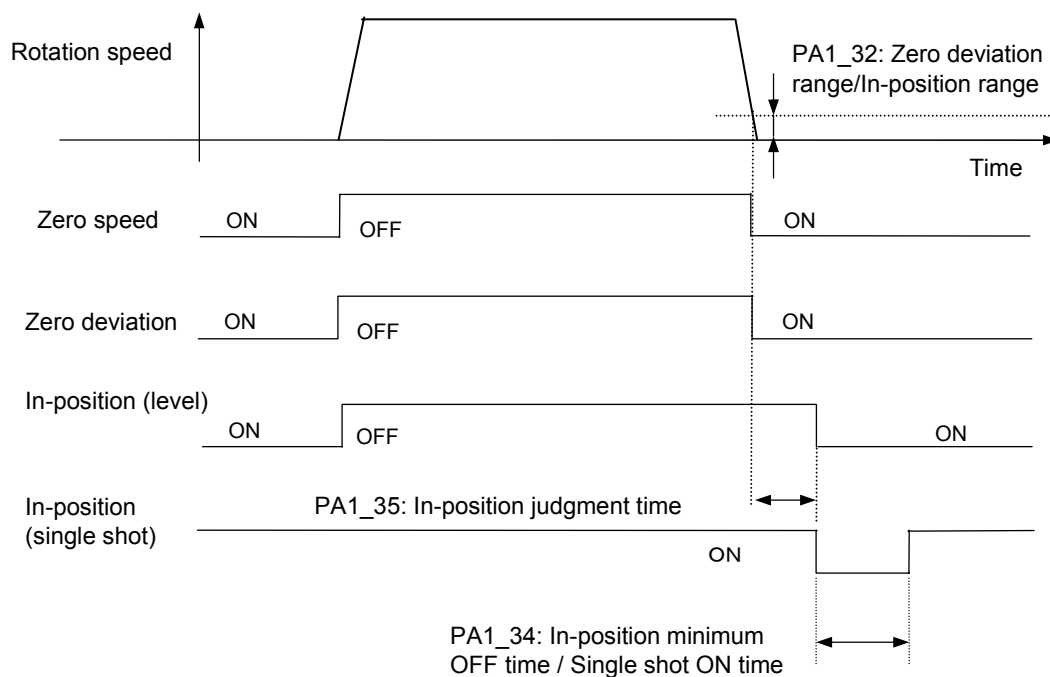 Rotation speed
PA1_32: Zero deviation
range/In-position range
Time
Zero speed
ON
OFF
ON
Zero deviation
ON
OFF
ON
In-position (level)
ON
OFF
ON
In-position
(single shot)
PA1_35: In-position judgment time
ON
PA1_34: In-position minimum
OFF time / Single shot ON time